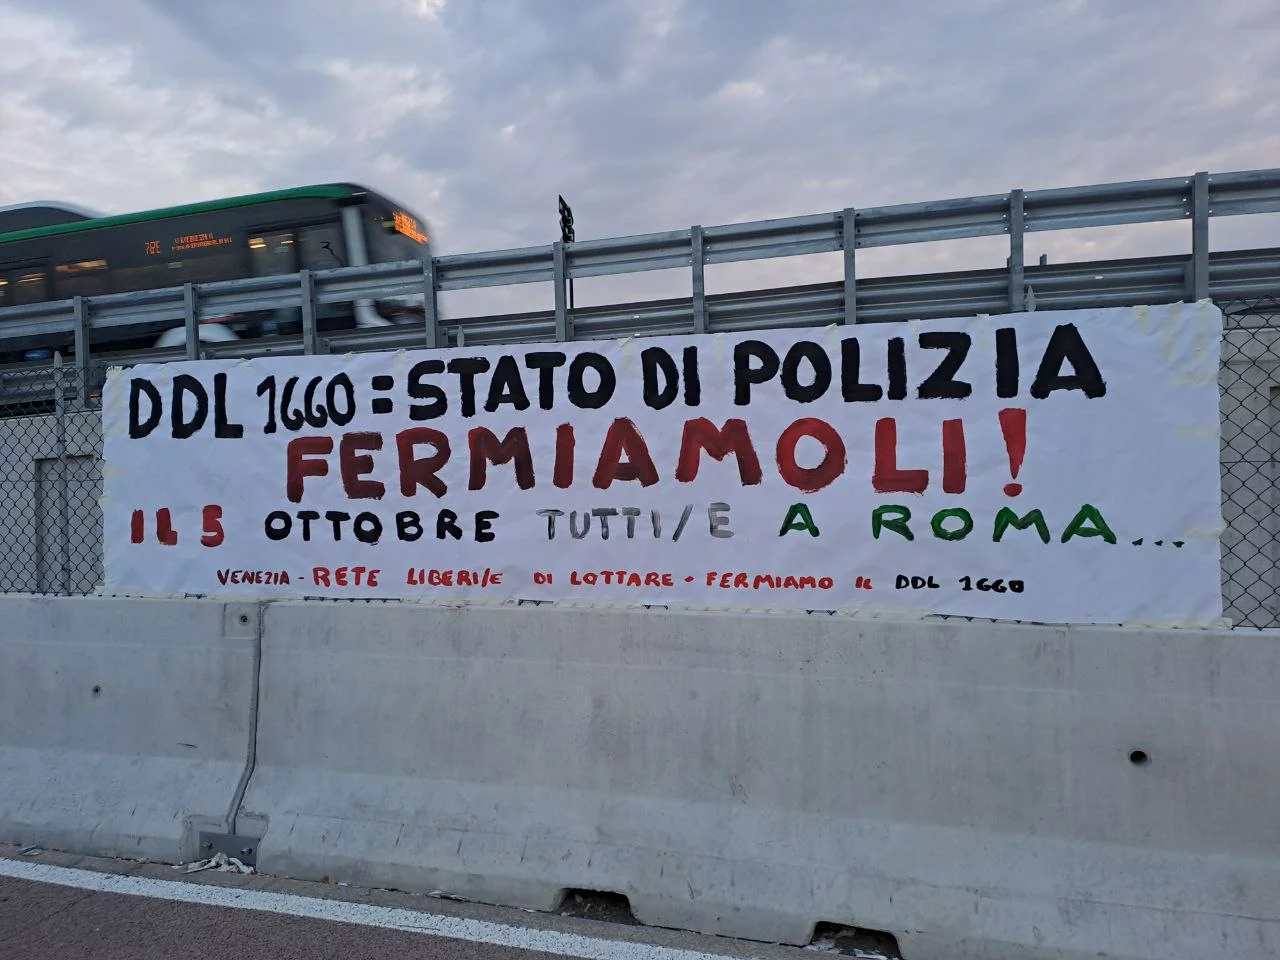 DDL 1660 = STATO DI POLIZIA
FERMIAMOLI!
IL 5 OTTOBRE TUTTI/E A ROMA...
VENEZIA - RETE LIBERI/E DI LOTTARE - FERMIAMO IL DDL 1660